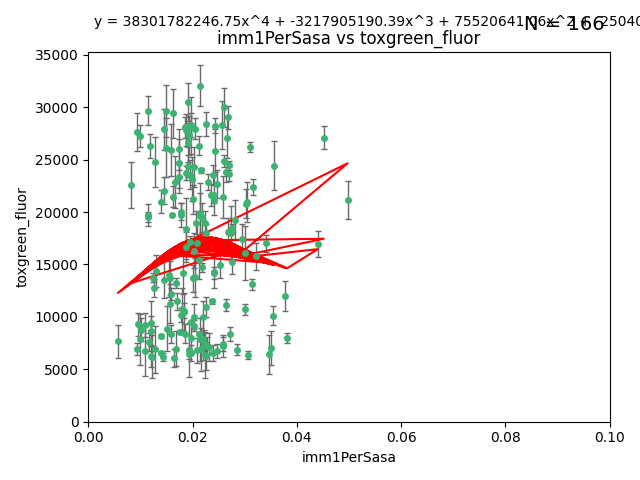 y = 38301782246.75x^4 + -3217905190.39x^3 + 75520641
N = 166
imm1PerSasa vs toxgreen_fluor
35000
30000
25000
20000
15000
10000
5000
0
toxgreen_fluor
0.00 0.02 0.04 0.06 0.08 0.10
imm1PerSasa